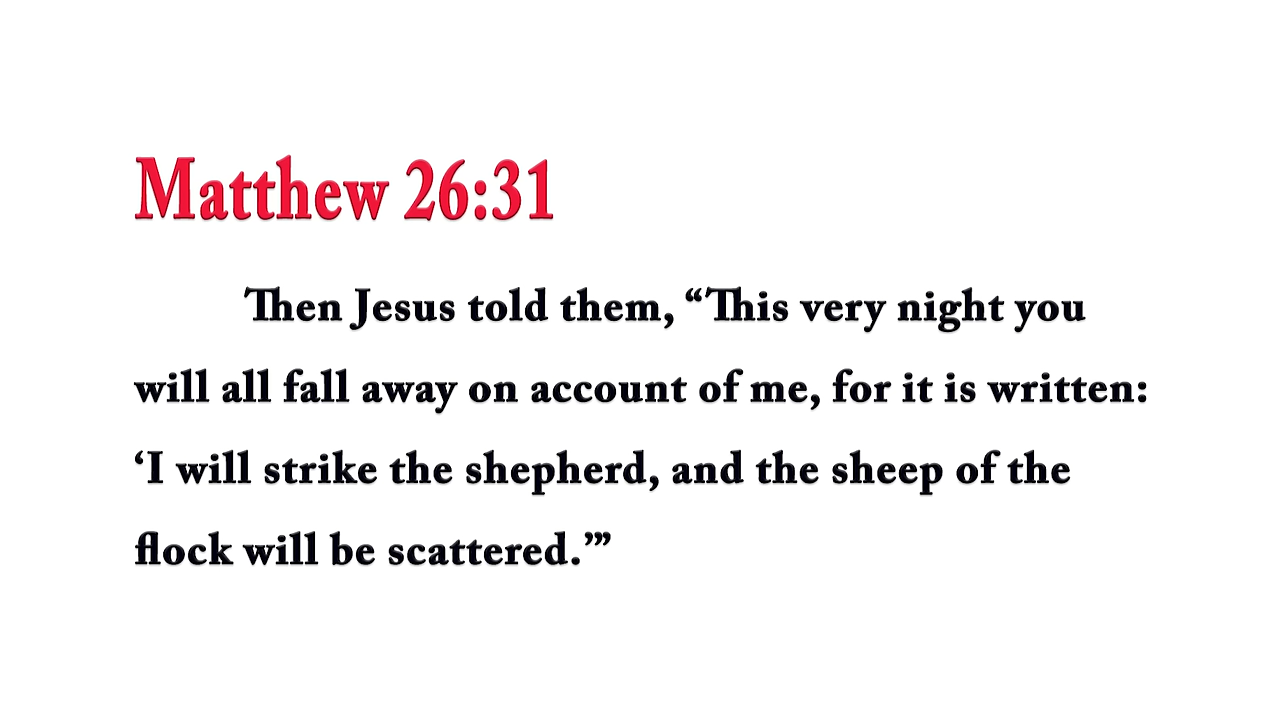 Matthew 26:31
Then Jesus told them, “This very night you
will all fall away on account of me, for it is written:
‘I will strike the shepherd, and the sheep of the
flock will be scattered.’”